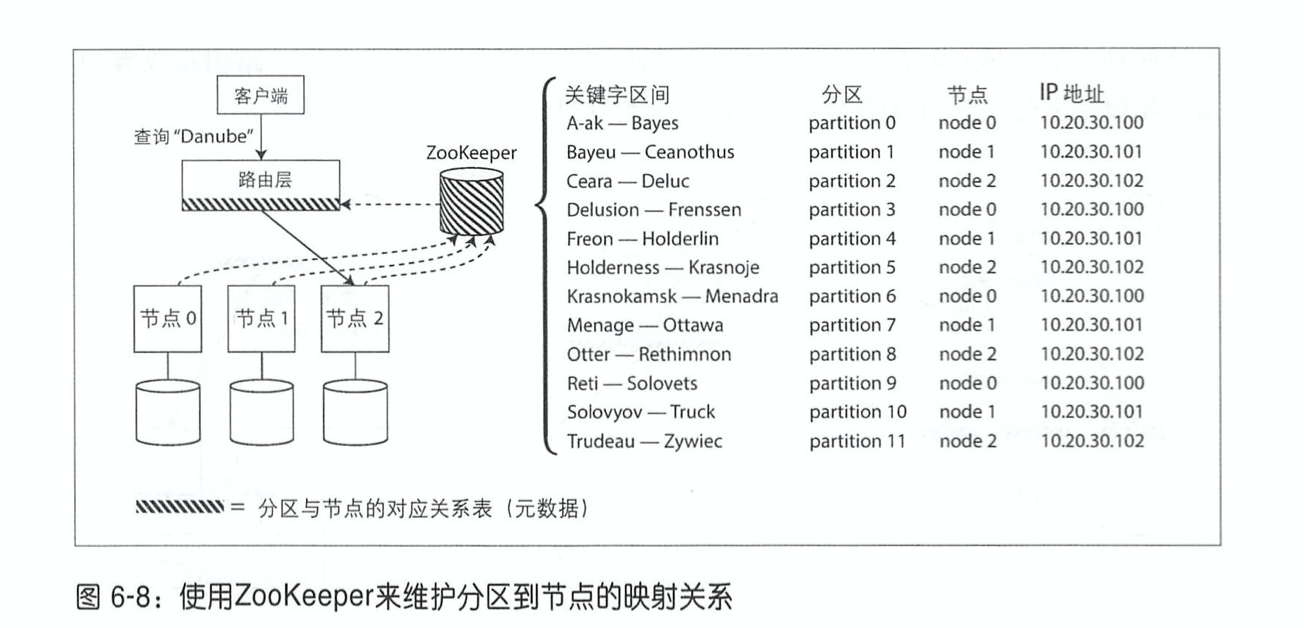 客户端
查询“Danube”
路由层
ZooKeeper
节点 0
节点 1
节点 2
关键字区间 分区 节点 IP 地址
A-ak — Bayes partition 0 node 0 10.20.30.100
Bayeu — Ceanothus partition 1 node 1 10.20.30.101
Ceara — Deluc partition 2 node 2 10.20.30.102
Delusion — Frenssen partition 3 node 0 10.20.30.100
Freon — Holderlin partition 4 node 1 10.20.30.101
Holderness — Krasnoje partition 5 node 2 10.20.30.102
Krasnokamsk — Menadra partition 6 node 0 10.20.30.100
Menage — Ottawa partition 7 node 1 10.20.30.101
Otter — Rethimnon partition 8 node 2 10.20.30.102
Reti — Solovets partition 9 node 0 10.20.30.100
Solovyov — Truck partition 10 node 1 10.20.30.101
Trudeau — Zywiec partition 11 node 2 10.20.30.102
= 分区与节点的对应关系表（元数据）
图 6-8：使用ZooKeeper来维护分区到节点的映射关系